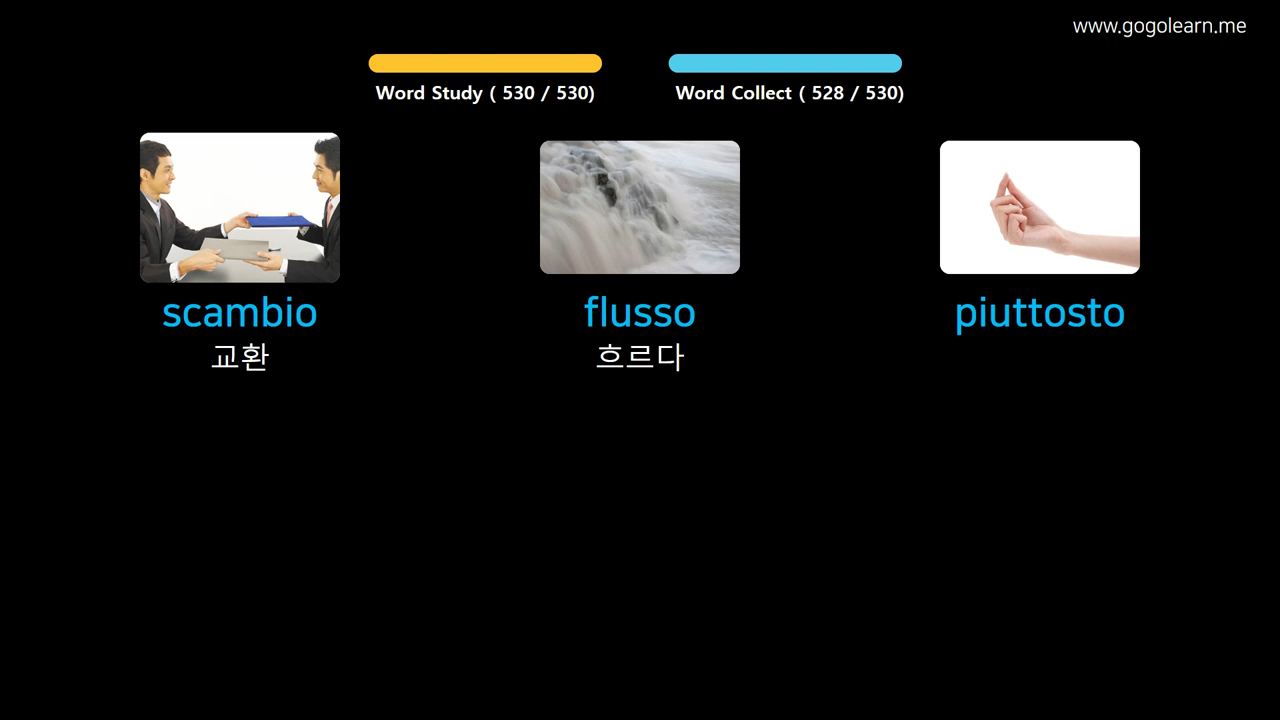 www.gogolearn.me
Word Study ( 530 / 530)
Word Collect ( 528 / 530)
scambio
교환
flusso
흐르다
piuttosto